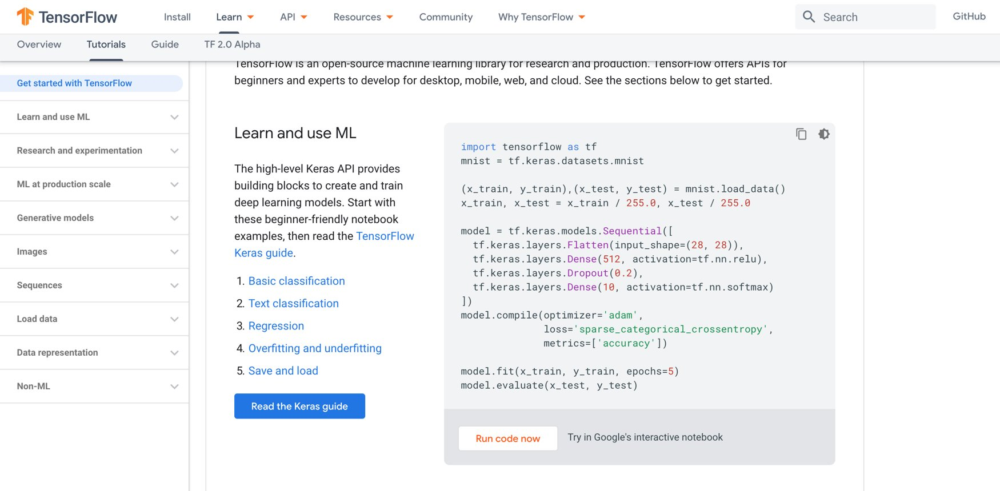 TensorFlow
Install
Learn
API
Resources
Community
Why TensorFlow
Search
GitHub
Overview
Tutorials
Guide
TF 2.0 Alpha
Get started with TensorFlow
Learn and use ML
Research and experimentation
ML at production scale
Generative models
Images
Sequences
Load data
Data representation
Non-ML
TensorFlow is an open-source machine learning library for research and production. TensorFlow offers APIs for
beginners and experts to develop for desktop, mobile, web, and cloud. See the sections below to get started.
Learn and use ML
The high-level Keras API provides
building blocks to create and train
deep learning models. Start with
these beginner-friendly notebook
examples, then read the TensorFlow
Keras guide.
1. Basic classification
2. Text classification
3. Regression
4. Overfitting and underfitting
5. Save and load
Read the Keras guide
import tensorflow as tf
mnist = tf.keras.datasets.mnist
(x_train, y_train),(x_test, y_test) = mnist.load_data()
x_train, x_test = x_train / 255.0, x_test / 255.0
model = tf.keras.models.Sequential([
  tf.keras.layers.Flatten(input_shape=(28, 28)),
  tf.keras.layers.Dense(512, activation=tf.nn.relu),
  tf.keras.layers.Dropout(0.2),
  tf.keras.layers.Dense(10, activation=tf.nn.softmax)
])
model.compile(optimizer='adam',
              loss='sparse_categorical_crossentropy',
              metrics=['accuracy'])
model.fit(x_train, y_train, epochs=5)
model.evaluate(x_test, y_test)
Run code now
Try in Google's interactive notebook